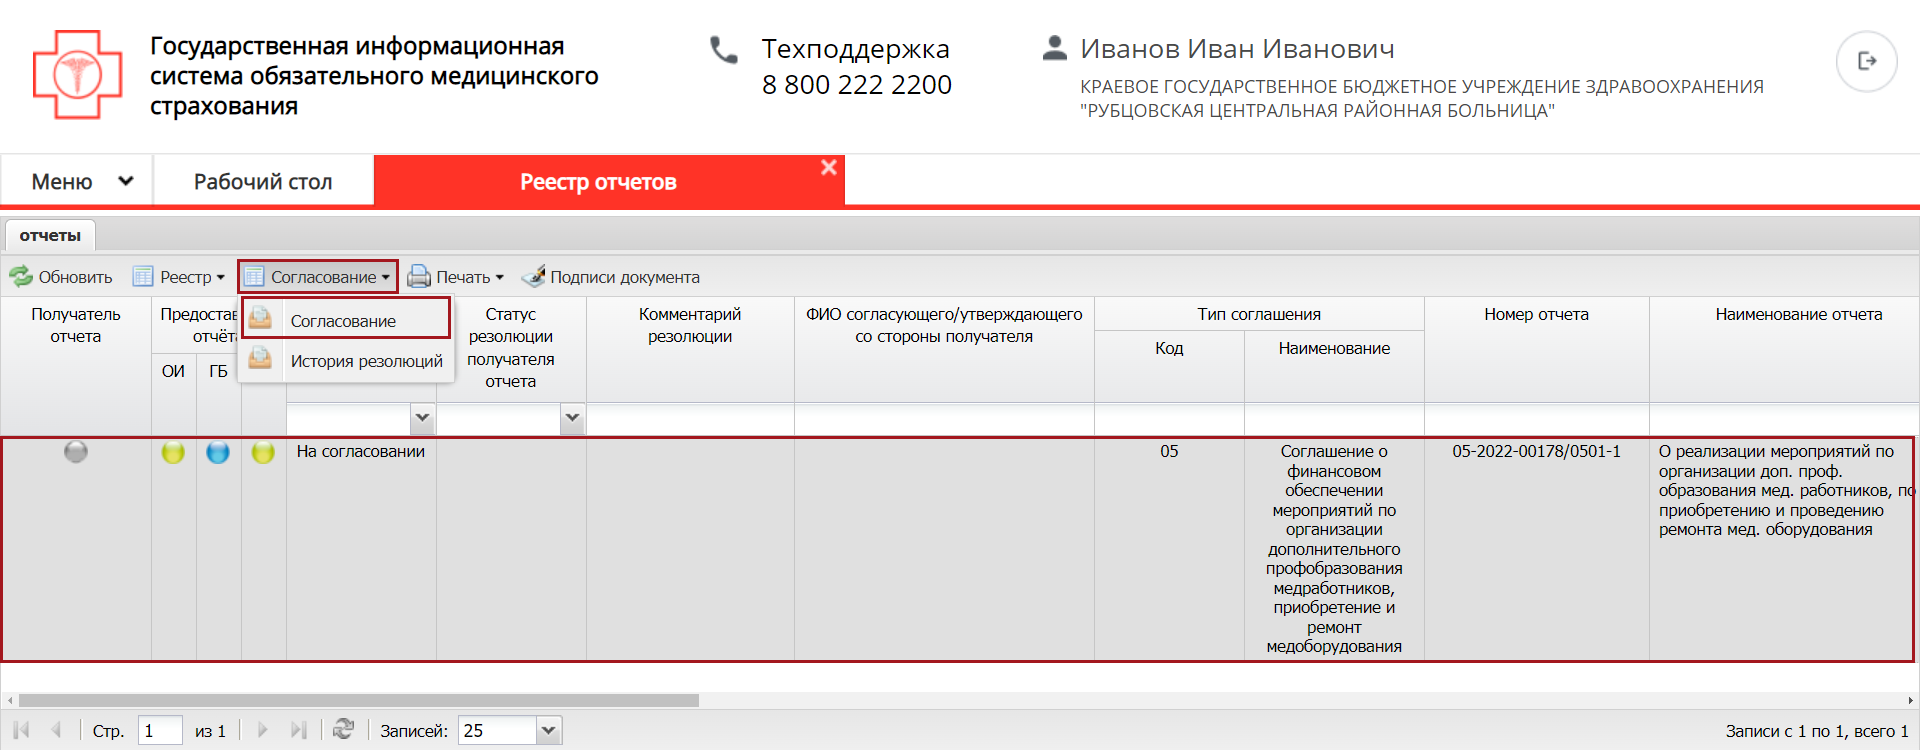 Государственная информационная
система обязательного медицинского
страхования
Техподдержка
8 800 222 2200
Иванов Иван Иванович
КРАЕВОЕ ГОСУДАРСТВЕННОЕ БЮДЖЕТНОЕ УЧРЕЖДЕНИЕ ЗДРАВООХРАНЕНИЯ
"РУБЦОВСКАЯ ЦЕНТРАЛЬНАЯ РАЙОННАЯ БОЛЬНИЦА"
Меню
Рабочий стол
Реестр отчетов
отчеты
Обновить
Реестр
Согласование
Печать
Подписи документа
Согласование
История резолюций
Получатель
отчета
ОИ
ГБ
Статус
резолюции
получателя
отчета
Комментарий
резолюции
ФИО согласующего/утверждающего
со стороны получателя
Тип соглашения
Код
Наименование
Номер отчета
Наименование отчета
На согласовании
05
Соглашение о
финансовом
обеспечении
мероприятий по
организации
дополнительного
профобразования
медработников,
приобретение и
ремонт
медоборудования
05-2022-00178/0501-1
О реализации мероприятий по
организации доп. проф.
образования мед. работников, по
приобретению и проведению
ремонта мед. оборудования
Стр. 1 из 1
Записей: 25
Записи с 1 по 1, всего 1